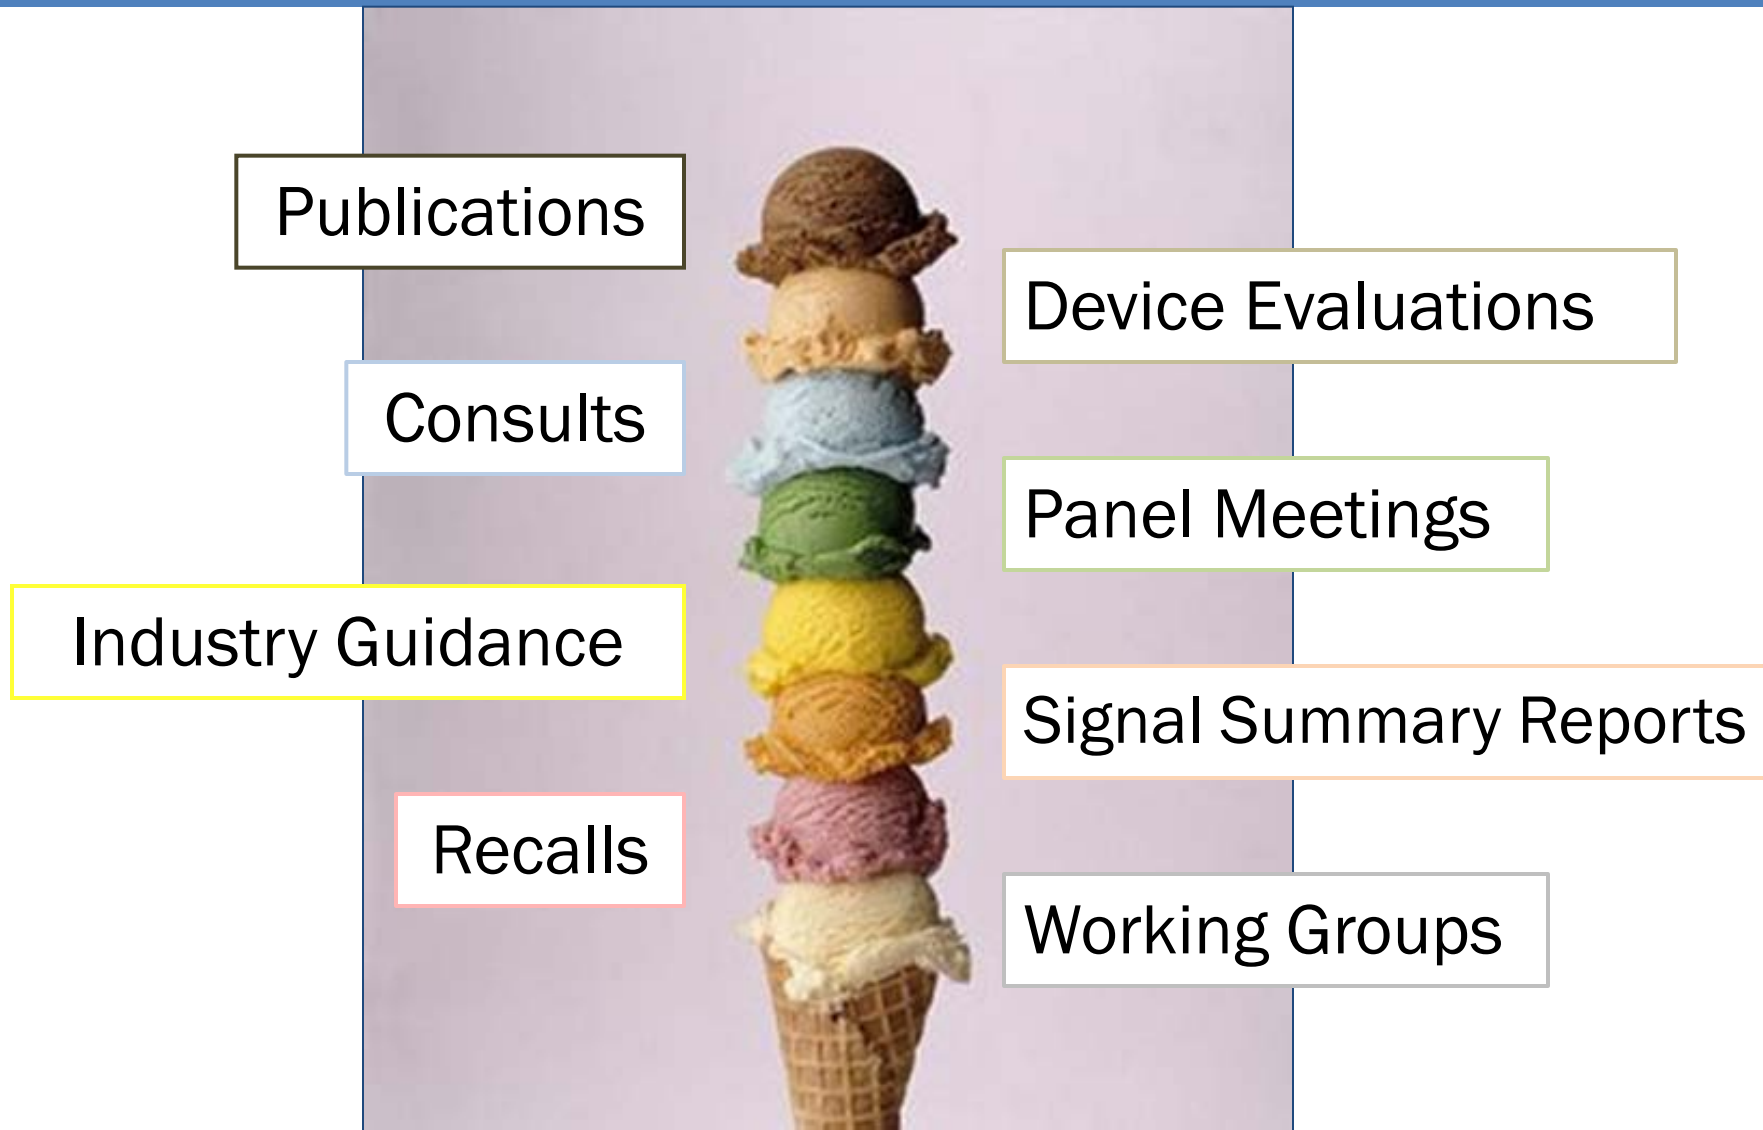 Publications
Device Evaluations
Consults
Panel Meetings
Industry Guidance
Signal Summary Reports
Recalls
Working Groups